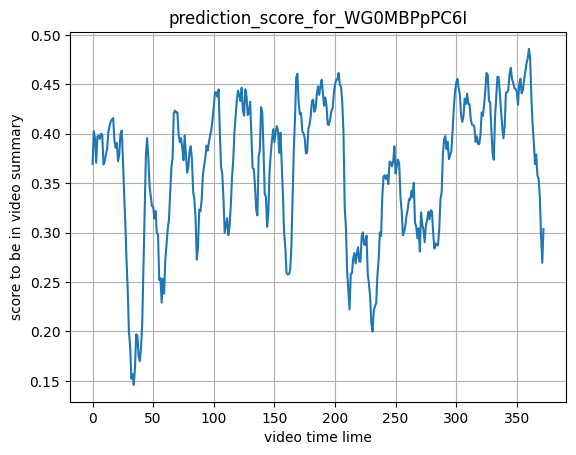 prediction_score_for_WG0MBPpPC6I
score to be in video summary
0.50
0.45
0.40
0.35
0.30
0.25
0.20
0.15
0 50 100 150 200 250 300 350
video time lime